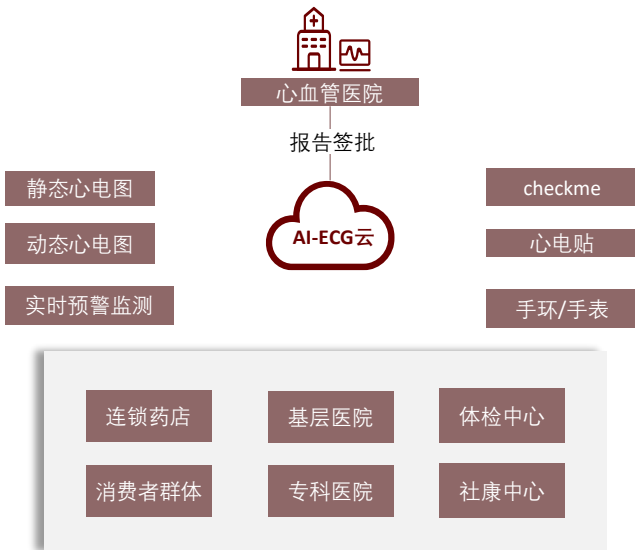 心血管医院
报告签批
AI-ECG云
静态心电图
动态心电图
实时预警监测
checkme
心电贴
手环/手表
连锁药店
基层医院
体检中心
消费者群体
专科医院
社康中心